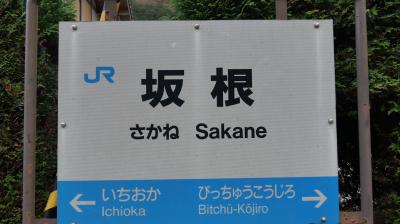 JR
坂根
さかね Sakane
← いちおか びっちゅうこうじろ →
Ichioka Bitchū-Kōjiro